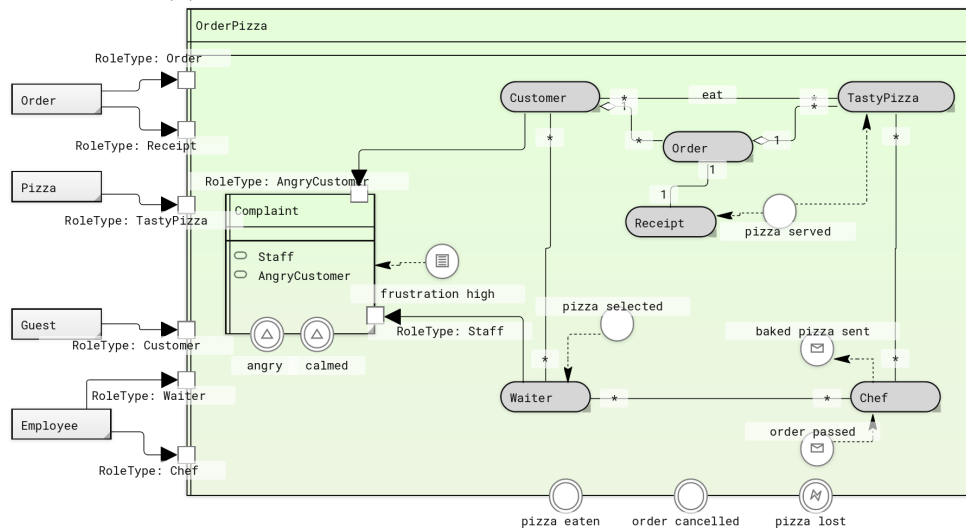 OrderPizza
RoleType: Order
Order
RoleType: Receipt
Pizza
RoleType: TastyPizza
Guest
RoleType: Customer
RoleType: Waiter
Employee
RoleType: Chef
Customer
*
1
eat
*
*
TastyPizza
*
*
Order
1
*
1
1
Receipt
pizza served
RoleType: AngryCustomer
Complaint
Staff
AngryCustomer
frustration high
RoleType: Staff
angry
calmed
pizza selected
baked pizza sent
*
*
Waiter
*
*
Chef
order passed
pizza eaten
order cancelled
pizza lost